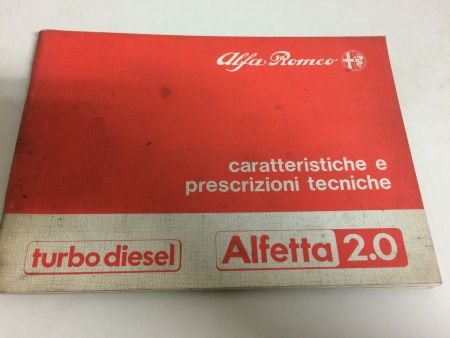 Alfa Romeo
caratteristiche e
prescrizioni tecniche
turbo diesel
Alfetta 2.0